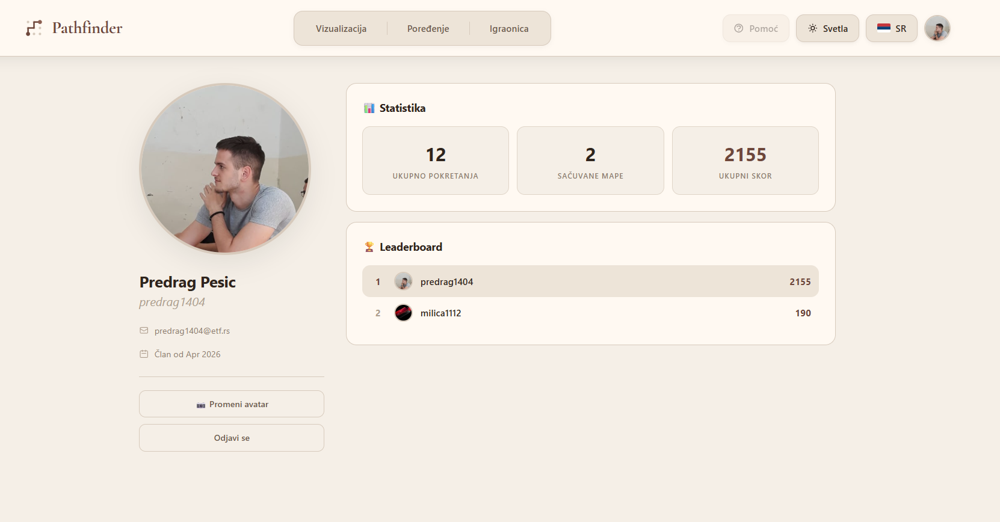 Pathfinder
Vizualizacija
Poređenje
Igraonica
Pomoć
Svetla
SR
Predrag Pesic
predrag1404
predrag1404@etf.rs
Član od Apr 2026
Promeni avatar
Odjavi se
Statistika
12
UKUPNO POKRETANJA
2
SAČUVANE MAPE
2155
UKUPNI SKOR
Leaderboard
1 predrag1404 2155
2 milica1112 190